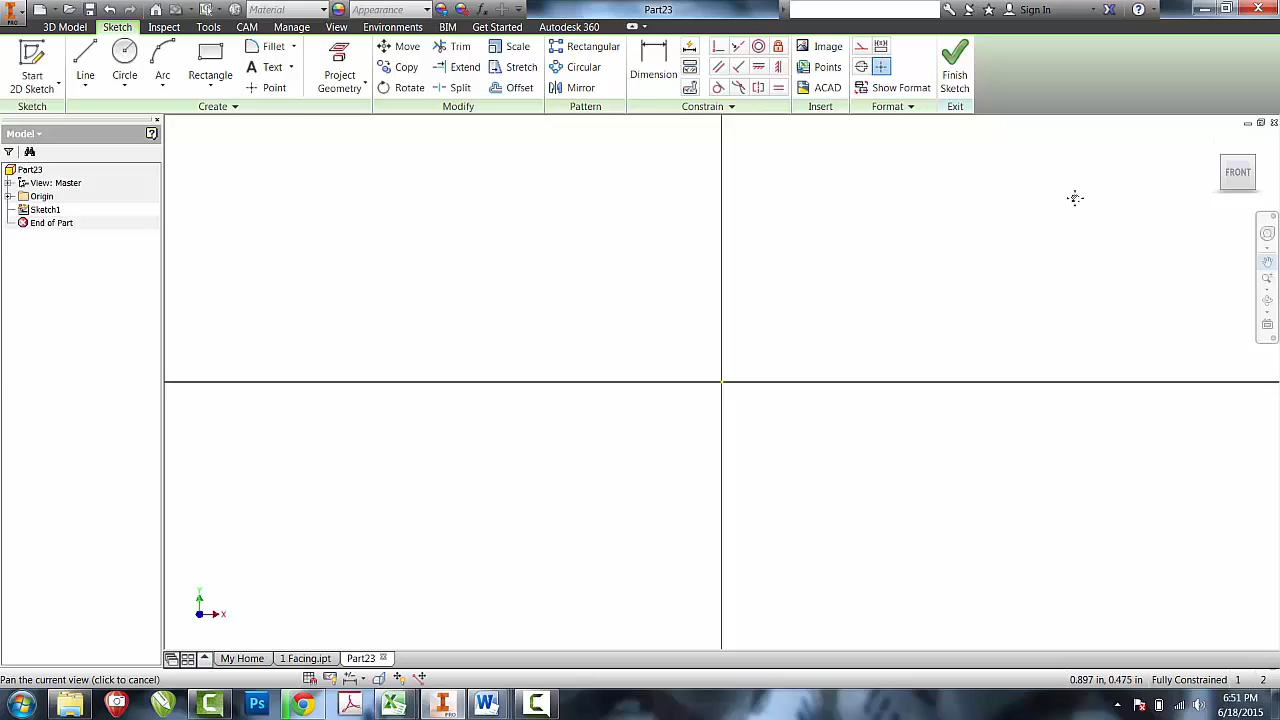 Material
Appearance
Part23
Sign In
PRO
3D Model
Sketch
Inspect
Tools
CAM
Manage
View
Environments
BIM
Get Started
Autodesk 360
Start
2D Sketch
Line
Circle
Arc
Rectangle
Fillet
Text
Point
Project
Geometry
Move
Copy
Rotate
Trim
Extend
Split
Scale
Stretch
Offset
Rectangular
Circular
Mirror
Dimension
Image
Points
ACAD
Show Format
Finish
Sketch
Sketch
Create
Modify
Pattern
Constrain
Insert
Format
Exit
Model
Part23
View: Master
Origin
Sketch1
End of Part
FRONT
Y
X
My Home
1 Facing.ipt
Part23
Pan the current view (click to cancel)
0.897 in, 0.475 in
Fully Constrained
1
2
Ps
PRO
6:51 PM
6/18/2015